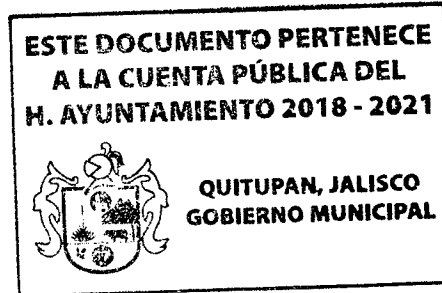 ESTE DOCUMENTO PERTENECE
A LA CUENTA PÚBLICA DEL
H. AYUNTAMIENTO 2018 - 2021
QUITUPAN, JALISCO
GOBIERNO MUNICIPAL